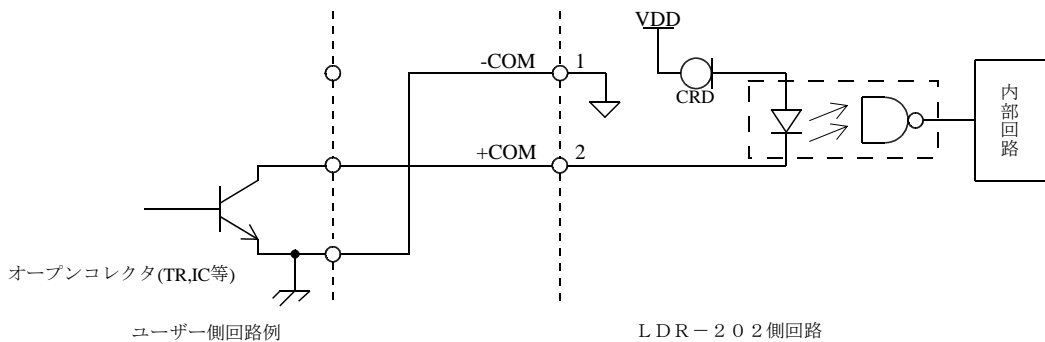 VDD
-COM 1
CRD
内部回路
+COM 2
オープンコレクタ(TR,IC等)
ユーザー側回路例
ＬＤＲ－２０２側回路